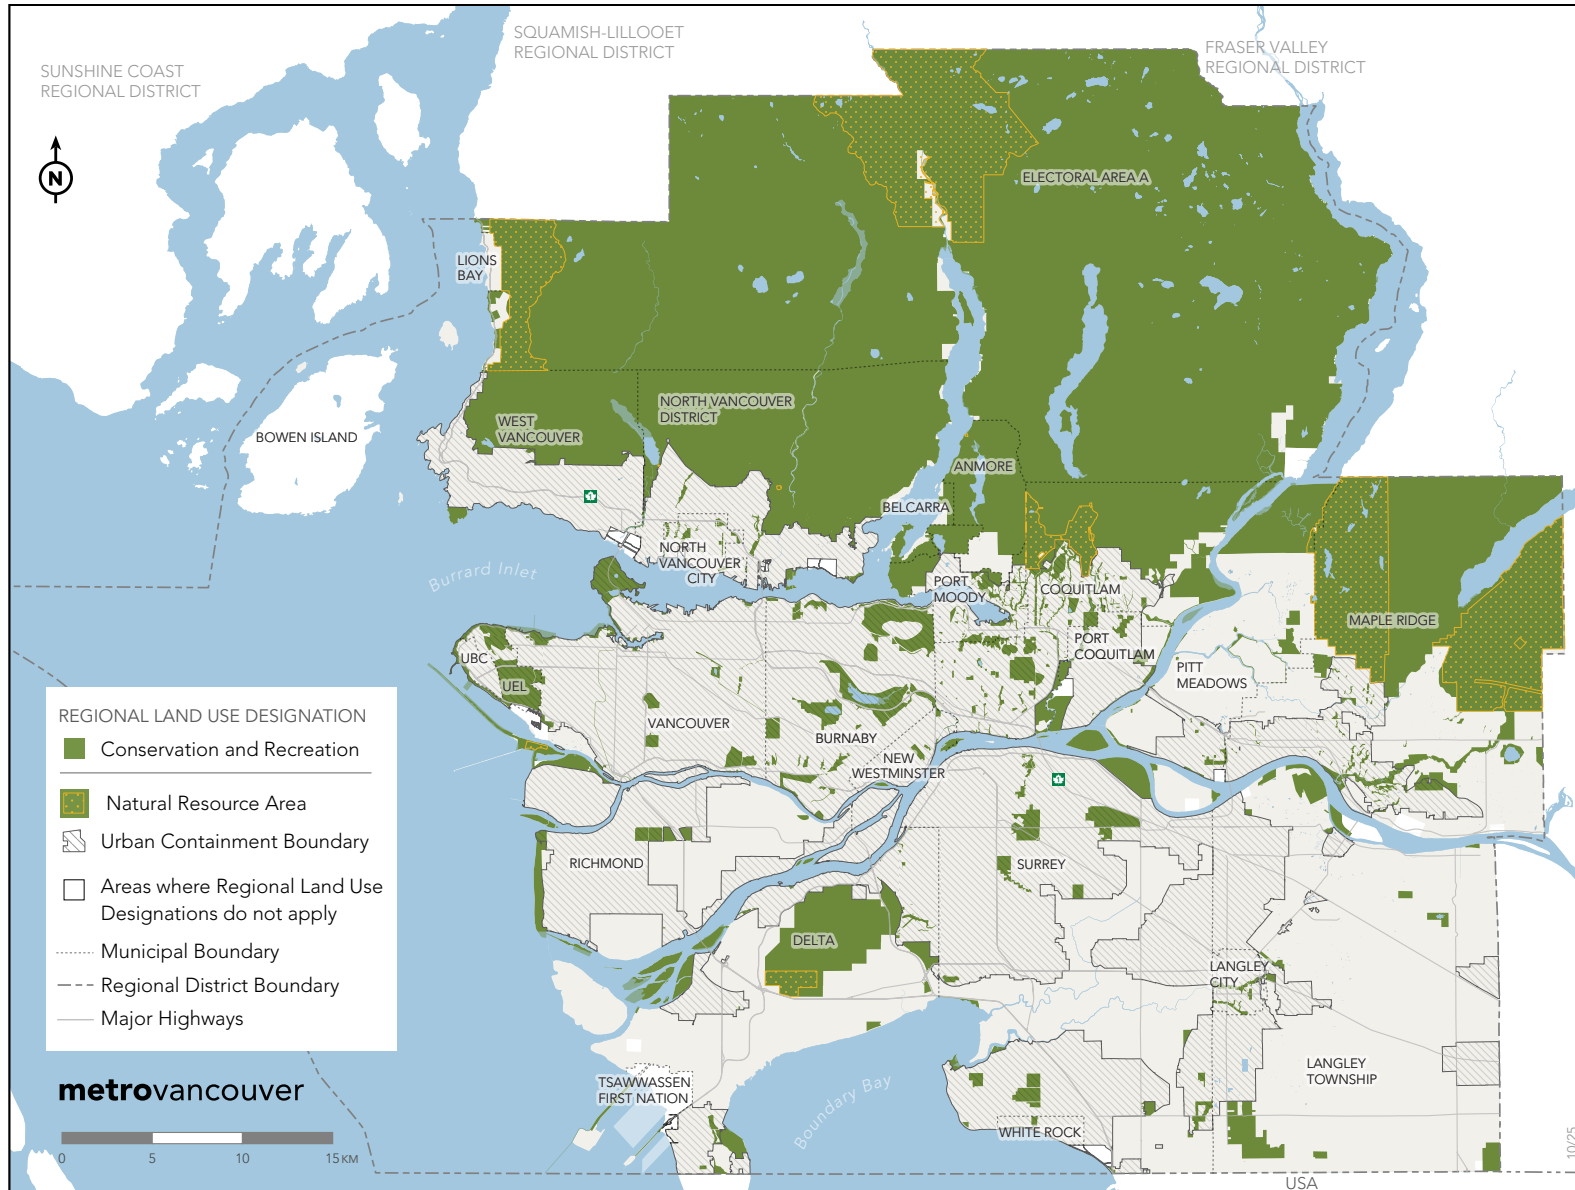 SQUAMISH-LILLOOET
REGIONAL DISTRICT
FRASER VALLEY
REGIONAL DISTRICT
SUNSHINE COAST
REGIONAL DISTRICT
N
ELECTORAL AREA A
LIONS
BAY
NORTH VANCOUVER
DISTRICT
WEST
VANCOUVER
BOWEN ISLAND
ANMORE
1
BELCARRA
NORTH
VANCOUVER
CITY
Burrard Inlet
PORT
MOODY
COQUITLAM
MAPLE RIDGE
PORT
COQUITLAM
UBC
PITT
MEADOWS
UEL
VANCOUVER
BURNABY
NEW
WESTMINSTER
1
RICHMOND
SURREY
DELTA
LANGLEY
CITY
LANGLEY
TOWNSHIP
TSAWWASSEN
FIRST NATION
Boundary Bay
WHITE ROCK
USA
10/25
REGIONAL LAND USE DESIGNATION
Conservation and Recreation
Natural Resource Area
Urban Containment Boundary
Areas where Regional Land Use
Designations do not apply
Municipal Boundary
Regional District Boundary
Major Highways
metrovancouver
0 5 10 15 KM